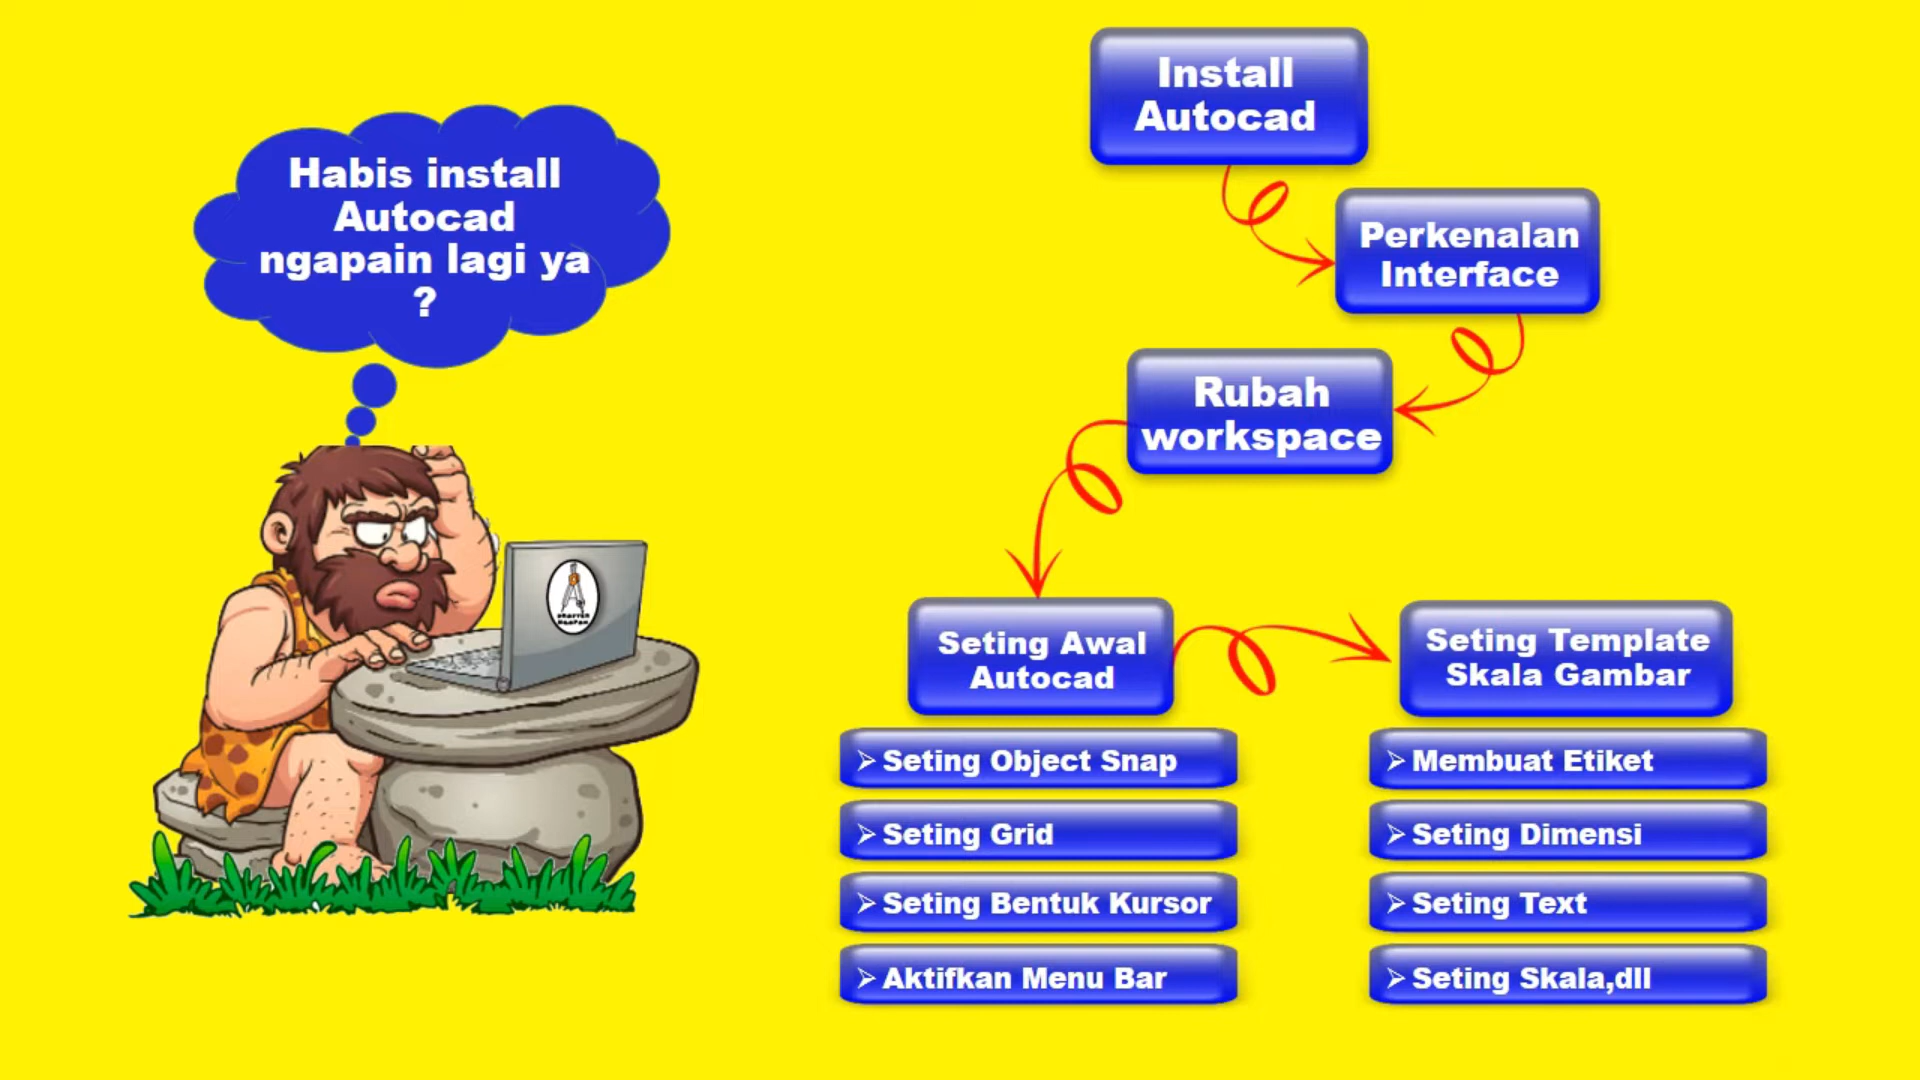 Habis install
Autocad
ngapain lagi ya
?
Install
Autocad
Perkenalan
Interface
Rubah
workspace
Seting Awal
Autocad
Seting Object Snap
Seting Grid
Seting Bentuk Kursor
Aktifkan Menu Bar
Seting Template
Skala Gambar
Membuat Etiket
Seting Dimensi
Seting Text
Seting Skala,dll